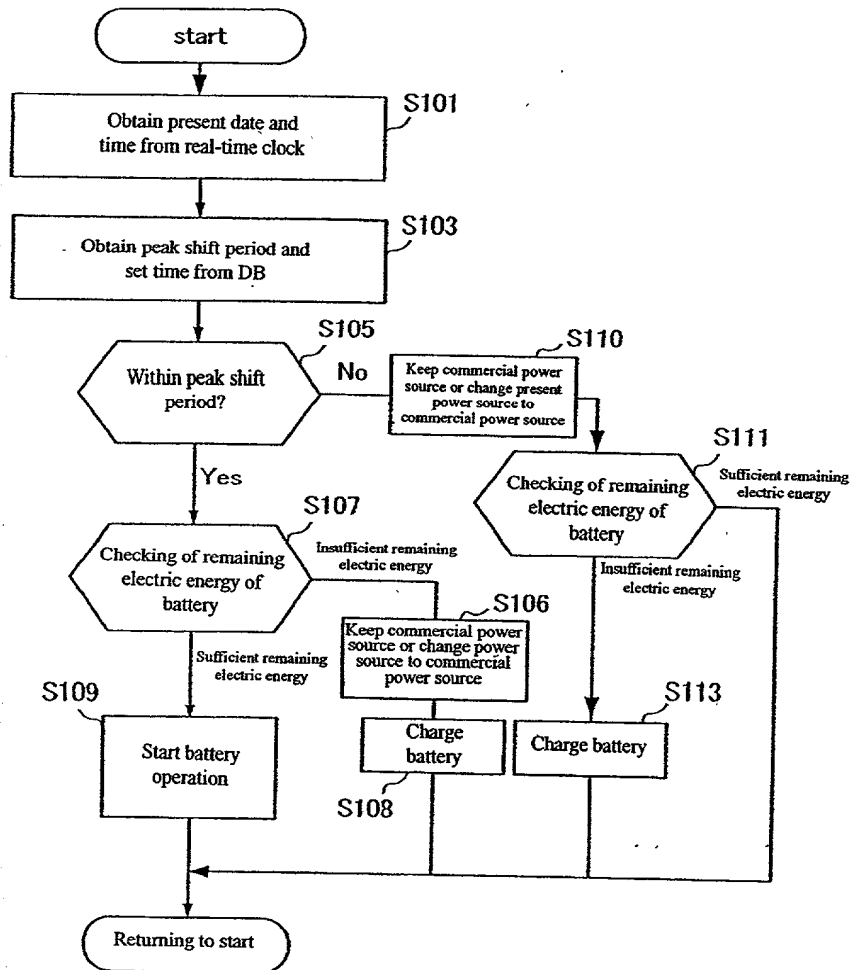 start
S101
Obtain present date and
time from real-time clock
S103
Obtain peak shift period and
set time from DB
S105
Within peak shift
period?
No
S110
Keep commercial power
source or change present
power source to
commercial power source
Yes
S111
Checking of remaining
electric energy of
battery
Sufficient remaining
electric energy
S107
Checking of remaining
electric energy of
battery
Insufficient remaining
electric energy
Insufficient remaining
electric energy
S106
Keep commercial power
source or change power
source to commercial
power source
Sufficient remaining
electric energy
S109
Start battery
operation
Charge
battery
S108
S113
Charge battery
Returning to start